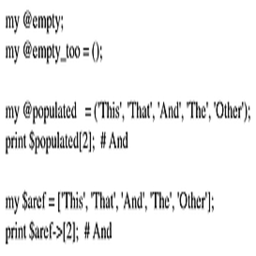 my @empty;
my @empty_too = ();
my @populated = ('This', 'That', 'And', 'The', 'Other');
print $populated[2]; # And
my $aref = ['This', 'That', 'And', 'The', 'Other'];
print $aref->[2]; # And